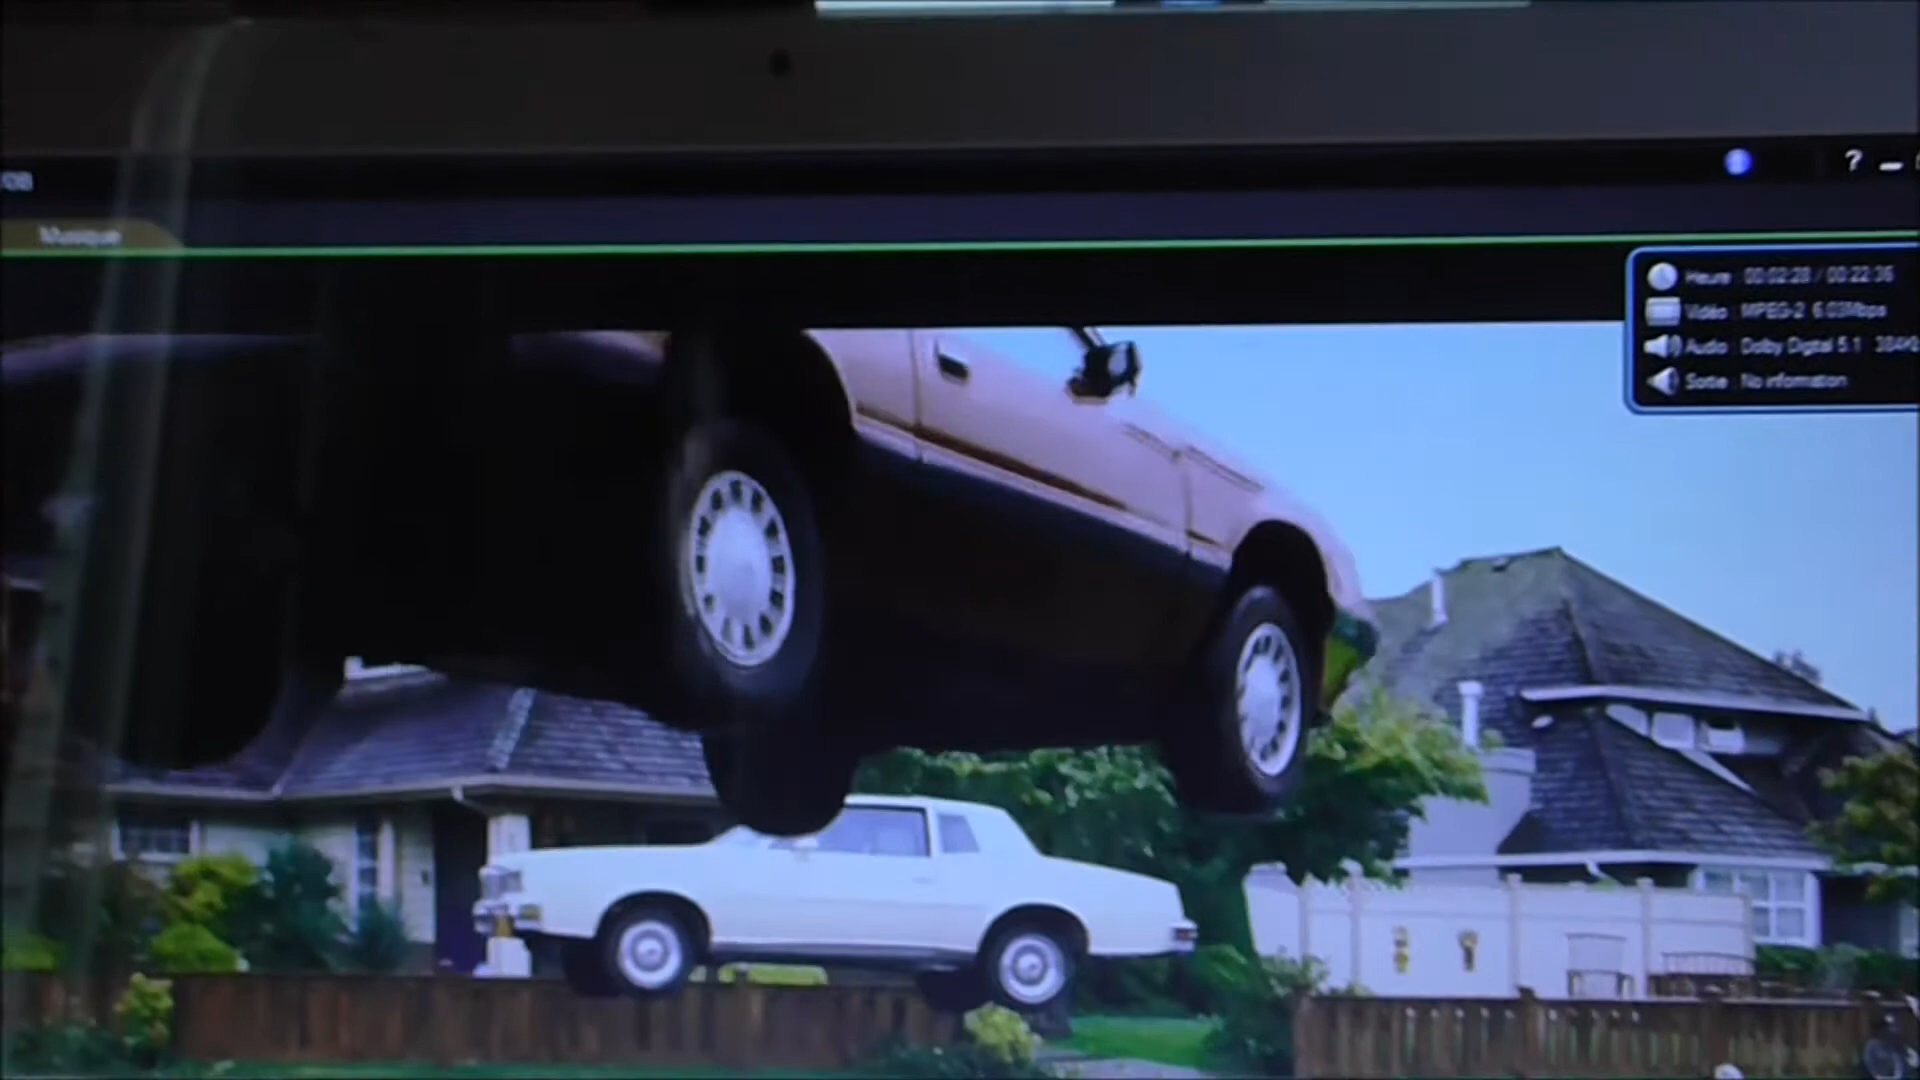 ?
Musique
Heure 00:02:28 / 00:22:36
Vidéo MPEG-2 6.03Mbps
Audio Dolby Digital 5.1 384Kb
Sortie No information